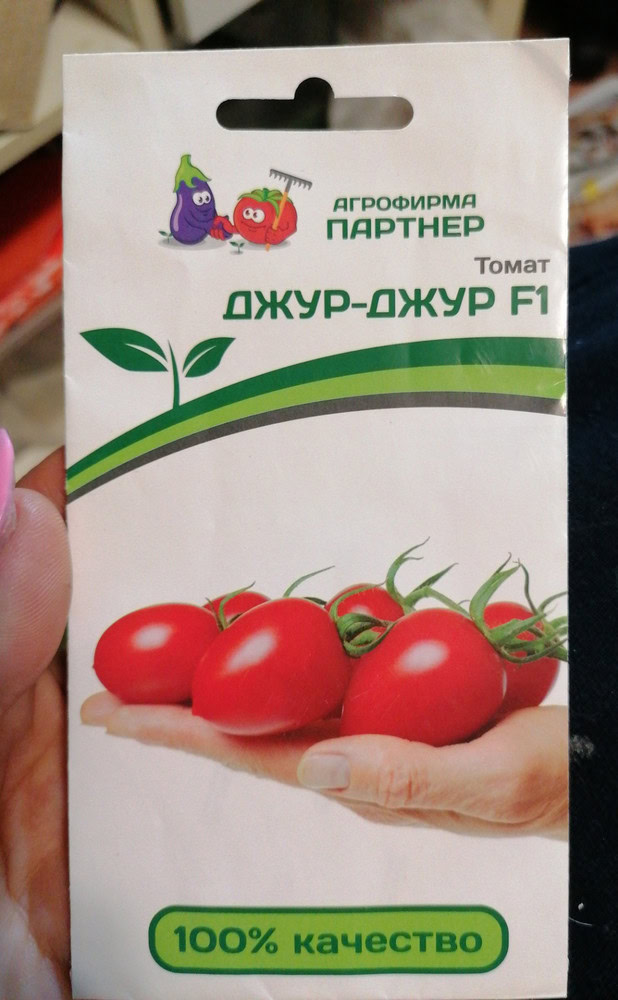 АГРОФИРМА
ПАРТНЕР
Томат
ДЖУР-ДЖУР F1
100% качество